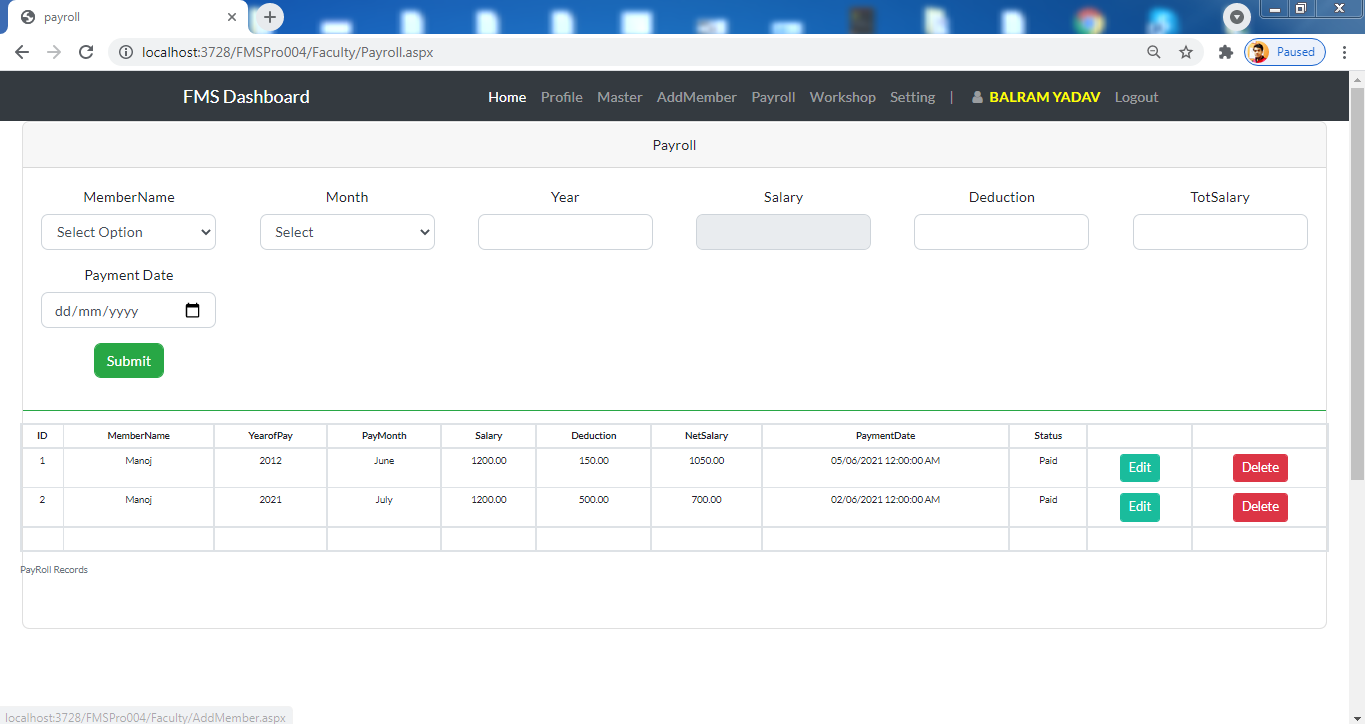 payroll
localhost:3728/FMSPro004/Faculty/Payroll.aspx
Paused
FMS Dashboard Home Profile Master AddMember Payroll Workshop Setting | BALRAM YADAV Logout
Payroll
MemberName Month Year Salary Deduction TotSalary
Select Option Select
Payment Date
dd/mm/yyyy
Submit
ID MemberName YearofPay PayMonth Salary Deduction NetSalary PaymentDate Status
1 Manoj 2012 June 1200.00 150.00 1050.00 05/06/2021 12:00:00 AM Paid Edit Delete
2 Manoj 2021 July 1200.00 500.00 700.00 02/06/2021 12:00:00 AM Paid Edit Delete
PayRoll Records
localhost:3728/FMSPro004/Faculty/AddMember.aspx